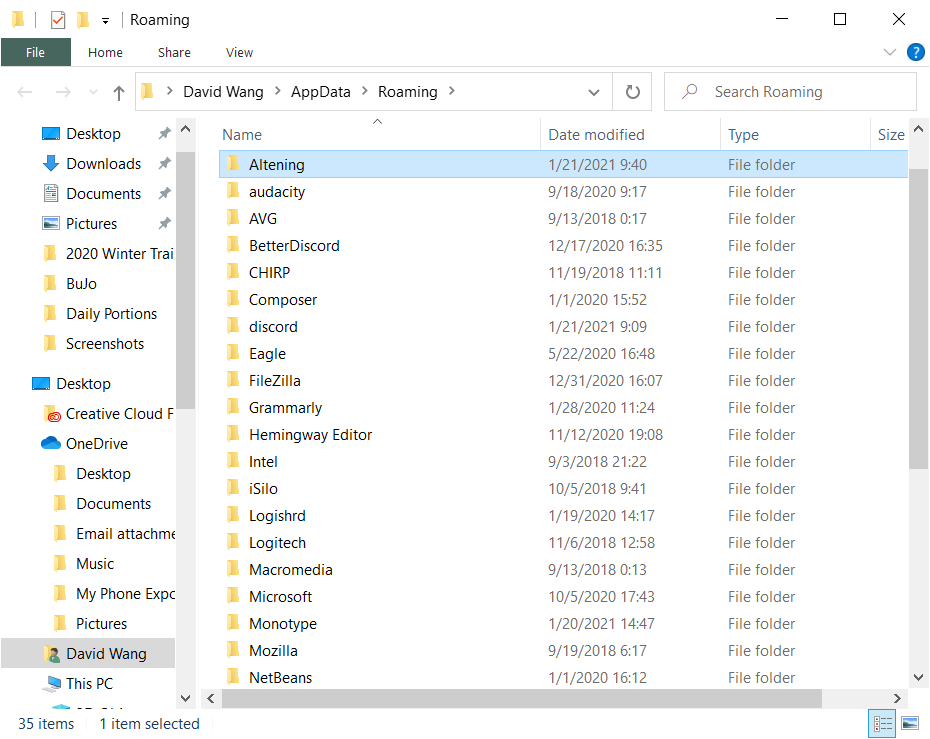 Roaming
File Home Share View
David Wang AppData Roaming Search Roaming
Name Date modified Type Size
Desktop
Downloads
Documents
Pictures
2020 Winter Trai
BuJo
Daily Portions
Screenshots
Desktop
Creative Cloud F
OneDrive
Desktop
Documents
Email attachme
Music
My Phone Expo
Pictures
David Wang
This PC
Altening 1/21/2021 9:40 File folder
audacity 9/18/2020 9:17 File folder
AVG 9/13/2018 0:17 File folder
BetterDiscord 12/17/2020 16:35 File folder
CHIRP 11/19/2018 11:11 File folder
Composer 1/1/2020 15:52 File folder
discord 1/21/2021 9:09 File folder
Eagle 5/22/2020 16:48 File folder
FileZilla 12/31/2020 16:07 File folder
Grammarly 1/28/2020 11:24 File folder
Hemingway Editor 11/12/2020 19:08 File folder
Intel 9/3/2018 21:22 File folder
iSilo 10/5/2018 9:41 File folder
Logishrd 1/19/2020 14:17 File folder
Logitech 11/6/2018 12:58 File folder
Macromedia 9/13/2018 0:13 File folder
Microsoft 10/5/2020 17:43 File folder
Monotype 1/20/2021 14:47 File folder
Mozilla 9/19/2018 6:17 File folder
NetBeans 1/1/2020 16:12 File folder
35 items 1 item selected